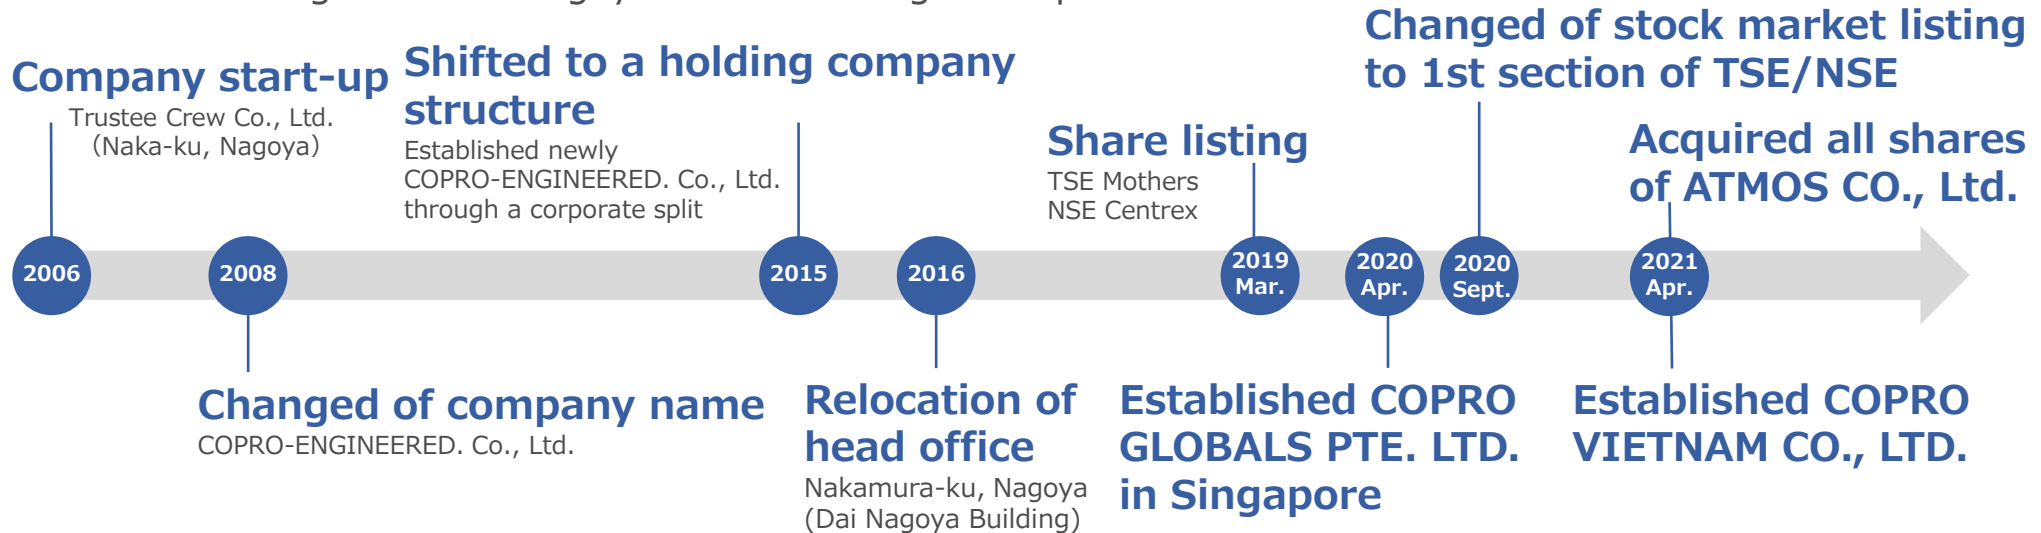 Company start-up
Trustee Crew Co., Ltd.
(Naka-ku, Nagoya)
Shifted to a holding company
structure
Established newly
COPRO-ENGINEERED. Co., Ltd.
through a corporate split
Share listing
TSE Mothers
NSE Centrex
Changed of stock market listing
to 1st section of TSE/NSE
Acquired all shares
of ATMOS CO., Ltd.
2006
2008
2015
2016
2019
Mar.
2020
Apr.
2020
Sept.
2021
Apr.
Changed of company name
COPRO-ENGINEERED. Co., Ltd.
Relocation of
head office
Nakamura-ku, Nagoya
(Dai Nagoya Building)
Established COPRO
GLOBALS PTE. LTD.
in Singapore
Established COPRO
VIETNAM CO., LTD.